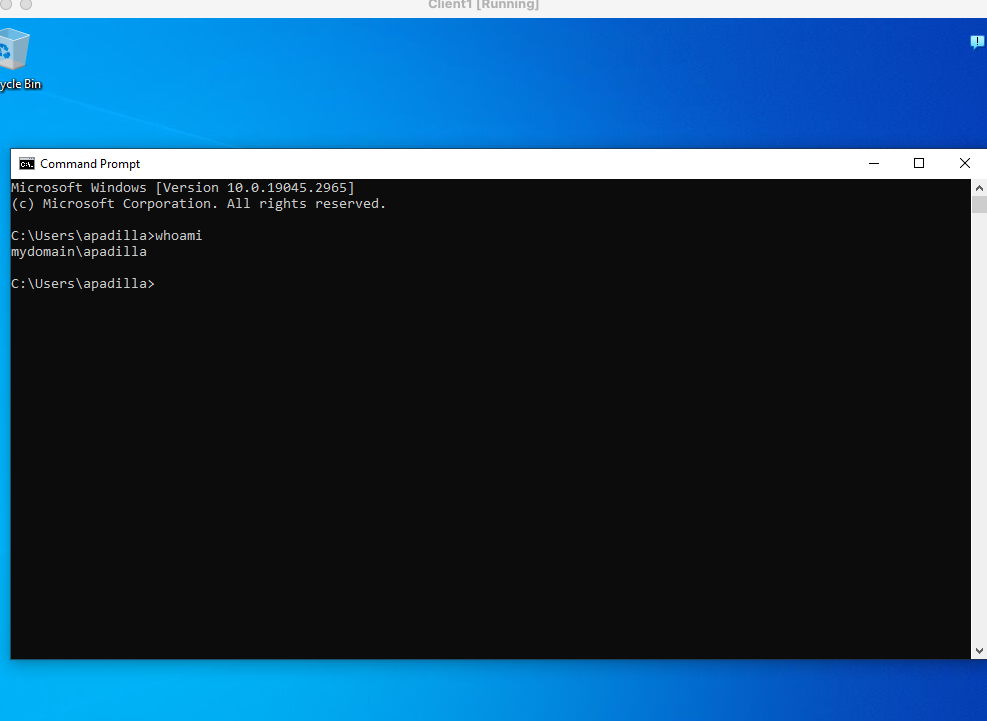 Client1 [Running]
ycle Bin
Command Prompt
Microsoft Windows [Version 10.0.19045.2965]
(c) Microsoft Corporation. All rights reserved.
C:\Users\apadilla>whoami
mydomain\apadilla
C:\Users\apadilla>